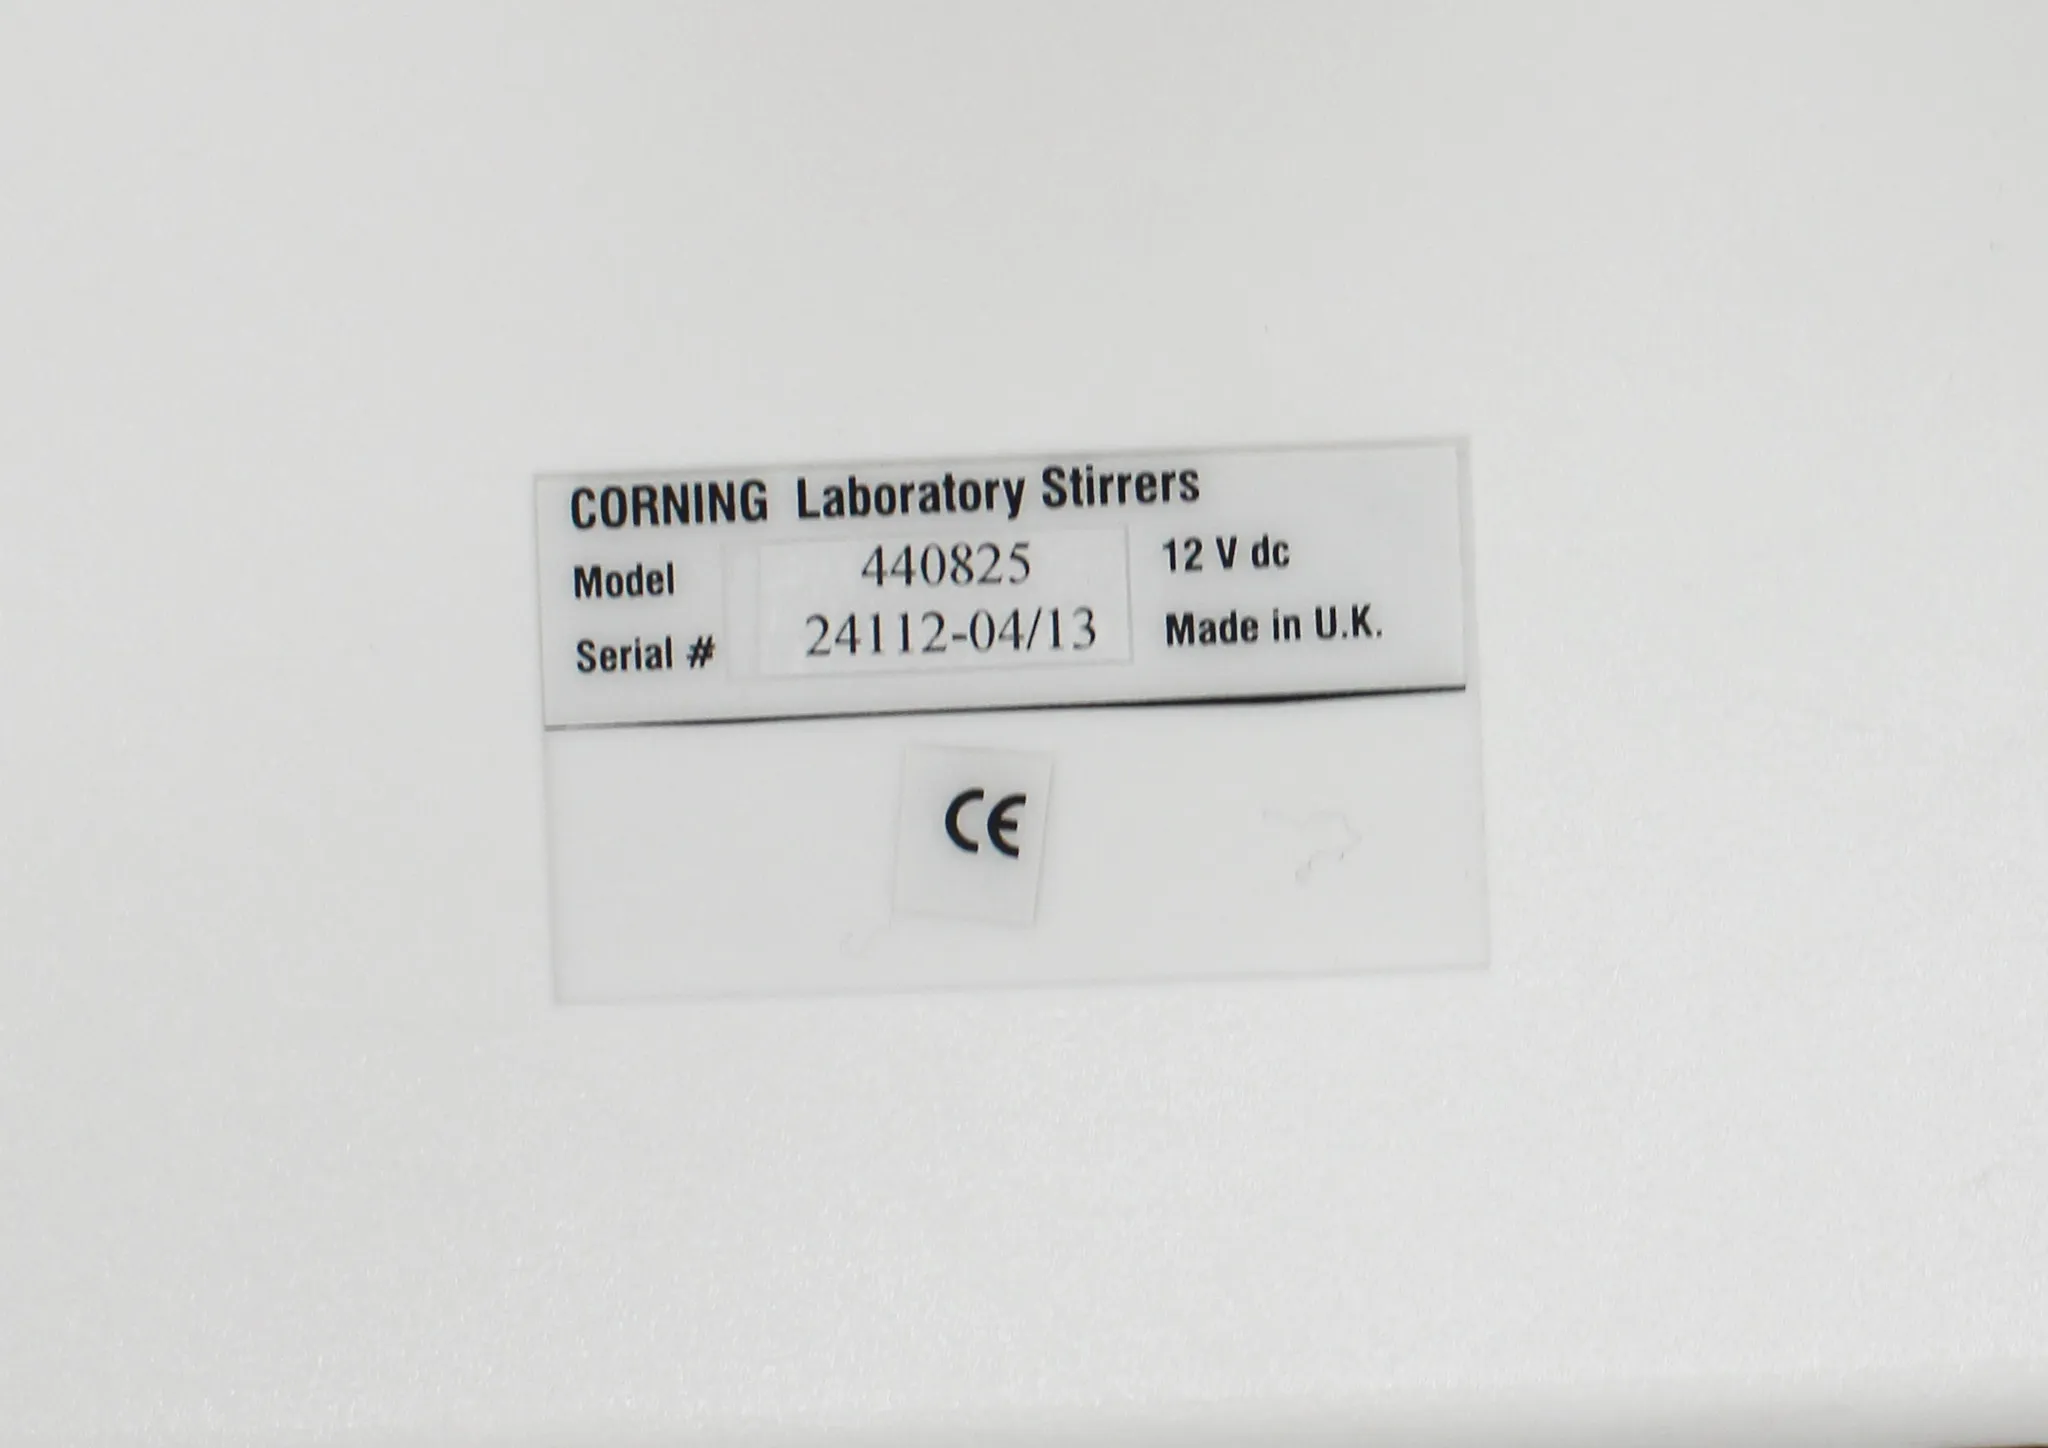 CORNING Laboratory Stirrers
Model 440825 12 V dc
Serial # 24112-04/13 Made in U.K.
CE